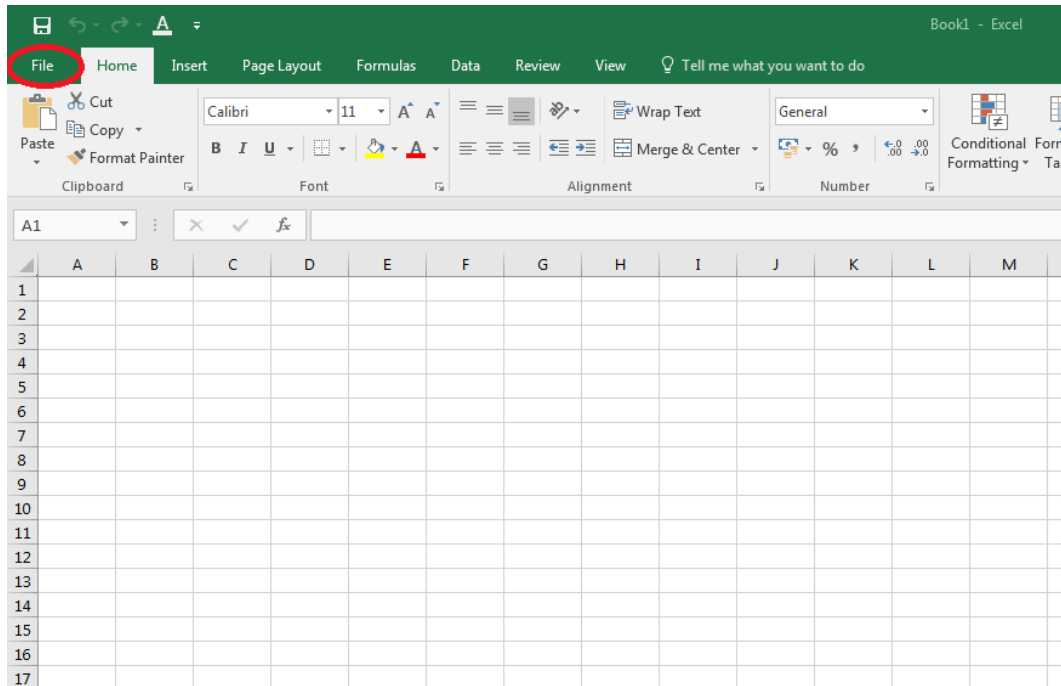 Book1 - Excel
File Home Insert Page Layout Formulas Data Review View Tell me what you want to do
Paste
Cut
Copy
Format Painter
Clipboard
Calibri 11
B I U
Font
Wrap Text
Merge & Center
Alignment
General
% ,
Number
Conditional
Formatting
A1 fx
A B C D E F G H I J K L M
1
2
3
4
5
6
7
8
9
10
11
12
13
14
15
16
17